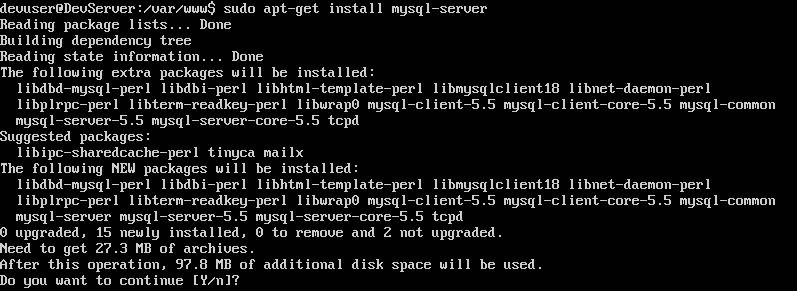 devuser@DevServer:/var/www$ sudo apt-get install mysql-server
Reading package lists... Done
Building dependency tree
Reading state information... Done
The following extra packages will be installed:
  libdbd-mysql-perl libdbi-perl libhtml-template-perl libmysqlclient18 libnet-daemon-perl
  libplrpc-perl libterm-readkey-perl libwrap0 mysql-client-5.5 mysql-client-core-5.5 mysql-common
  mysql-server-5.5 mysql-server-core-5.5 tcpd
Suggested packages:
  libipc-sharedcache-perl tinyca mailx
The following NEW packages will be installed:
  libdbd-mysql-perl libdbi-perl libhtml-template-perl libmysqlclient18 libnet-daemon-perl
  libplrpc-perl libterm-readkey-perl libwrap0 mysql-client-5.5 mysql-client-core-5.5 mysql-common
  mysql-server mysql-server-5.5 mysql-server-core-5.5 tcpd
0 upgraded, 15 newly installed, 0 to remove and 2 not upgraded.
Need to get 27.3 MB of archives.
After this operation, 97.8 MB of additional disk space will be used.
Do you want to continue [Y/n]?